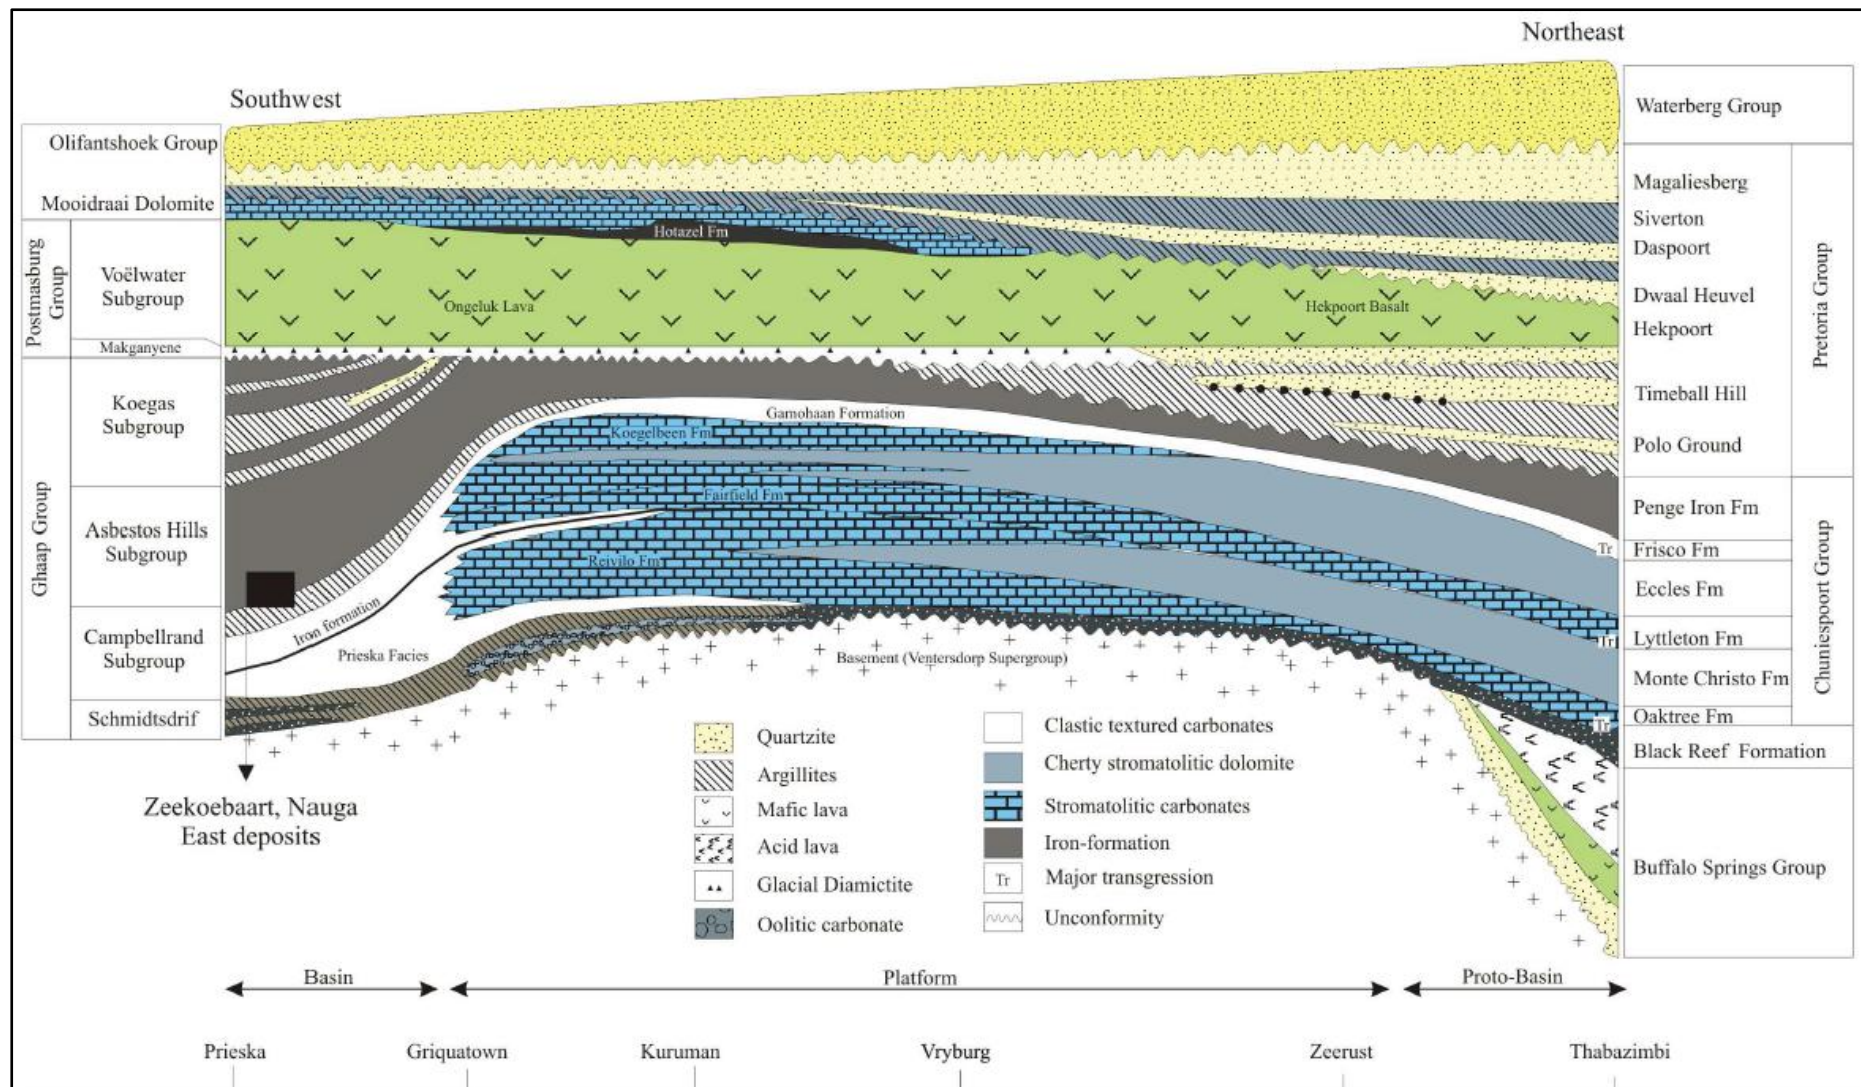 Northeast
Southwest
Olifantshoek Group
Mooidraai Dolomite
Postmasburg
Group
Voëlwater
Subgroup
Makganyene
Ghaap Group
Koegas
Subgroup
Asbestos Hills
Subgroup
Campbellrand
Subgroup
Schmidtsdrif
Hotazel Fm
Ongeluk Lava
Hekpoort Basalt
Gamohaan Formation
Koegelbeen Fm
Fairfield Fm
Reivilo Fm
Iron formation
Prieska Facies
Basement (Ventersdorp Supergroup)
Tr
Tr
Tr
Waterberg Group
Magaliesberg
Siverton
Daspoort
Dwaal Heuvel
Hekpoort
Timeball Hill
Polo Ground
Pretoria Group
Penge Iron Fm
Frisco Fm
Eccles Fm
Lyttleton Fm
Monte Christo Fm
Oaktree Fm
Chuniespoort Group
Black Reef Formation
Buffalo Springs Group
Zeekoebaart, Nauga
East deposits
Quartzite
Argillites
Mafic lava
Acid lava
Glacial Diamictite
Oolitic carbonate
Clastic textured carbonates
Cherty stromatolitic dolomite
Stromatolitic carbonates
Iron-formation
Tr
Major transgression
Unconformity
Basin
Platform
Proto-Basin
Prieska
Griquatown
Kuruman
Vryburg
Zeerust
Thabazimbi